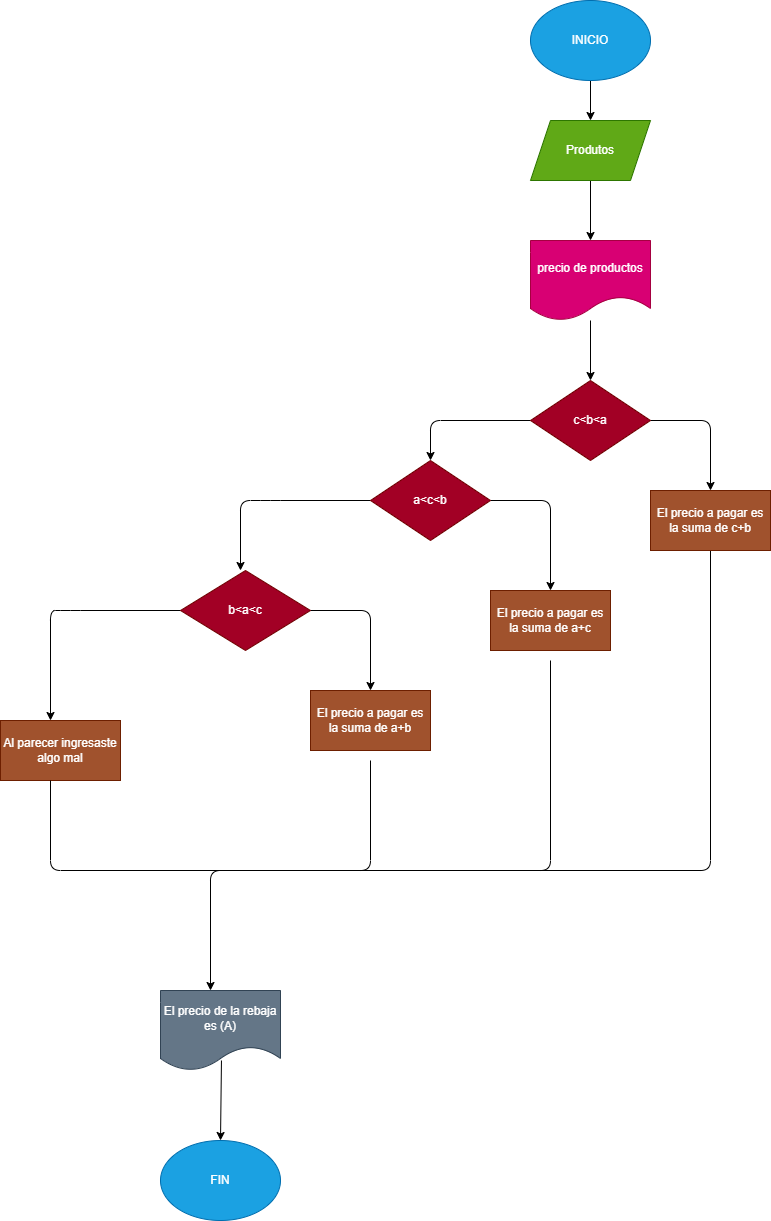 INICIO
Produtos
precio de productos
c<b<a
a<c<b
El precio a pagar es
la suma de c+b
b<a<c
El precio a pagar es
la suma de a+c
Al parecer ingresaste
algo mal
El precio a pagar es
la suma de a+b
El precio de la rebaja
es (A)
FIN